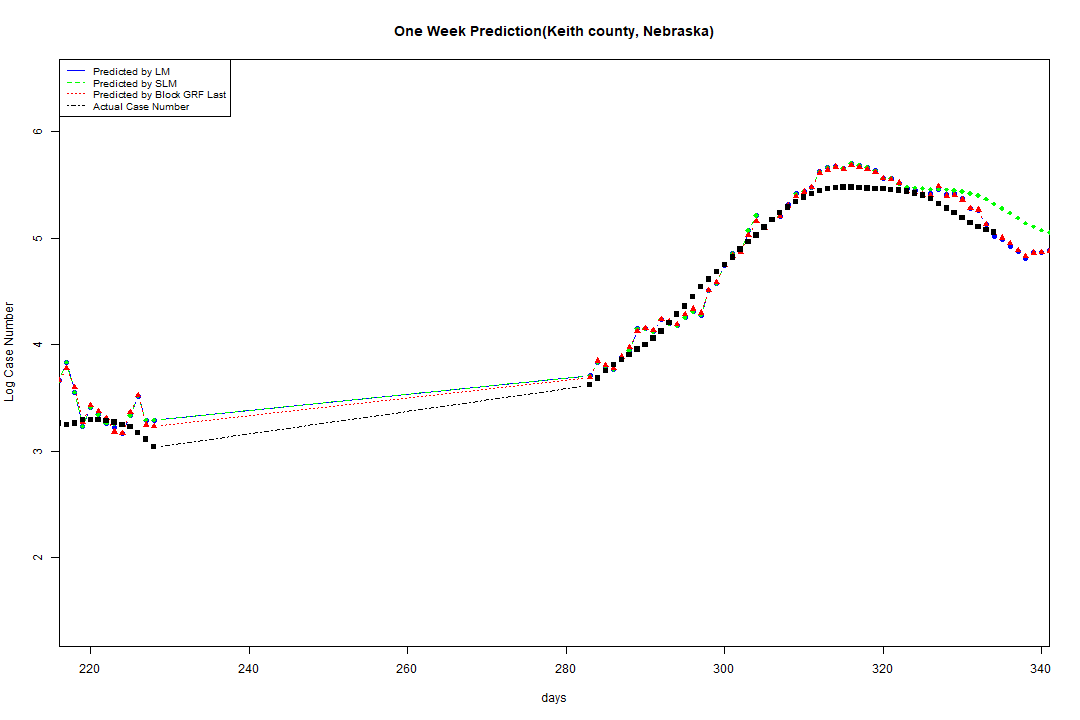 One Week Prediction(Keith county, Nebraska)
Predicted by LM
Predicted by SLM
Predicted by Block GRF Last
Actual Case Number
6
5
4
3
2
Log Case Number
220 240 260 280 300 320 340
days